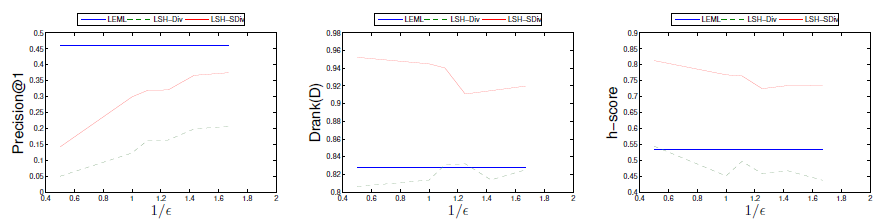 LEML LSH-Div LSH-SDiv
0.5
0.45
0.4
0.35
0.3
0.25
0.2
0.15
0.1
0.05
0
0.4 0.6 0.8 1 1.2 1.4 1.6 1.8 2
Precision@1
1/ϵ
LEML LSH-Div LSH-SDiv
0.98
0.96
0.94
0.92
0.9
0.88
0.86
0.84
0.82
0.8
0.4 0.6 0.8 1 1.2 1.4 1.6 1.8 2
Drank(D)
1/ϵ
LEML LSH-Div LSH-SDiv
0.9
0.85
0.8
0.75
0.7
0.65
0.6
0.55
0.5
0.45
0.4
0.4 0.6 0.8 1 1.2 1.4 1.6 1.8 2
h-score
1/ϵ